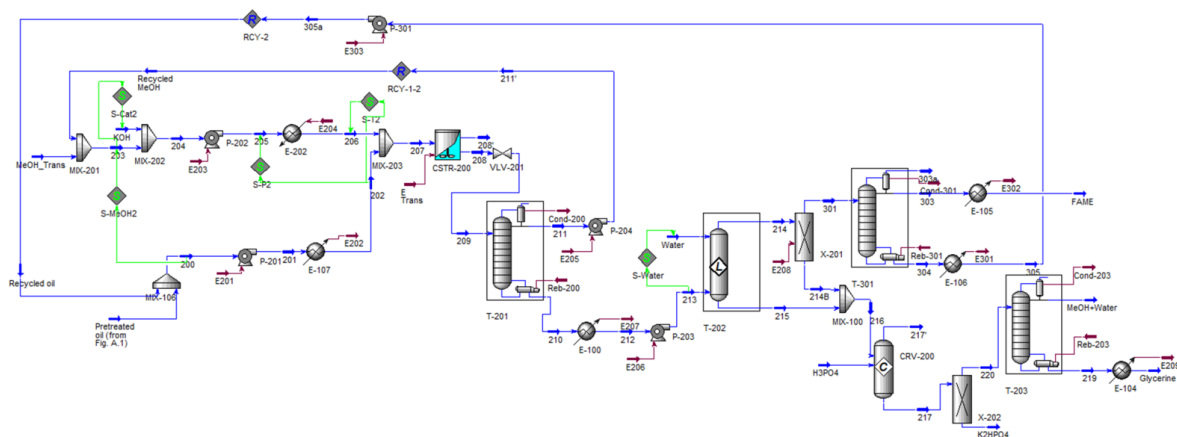 305a
P-301
RCY-2
E303
Recycled
MeOH
211'
RCY-1-2
S-Cat2
KOH
S-T2
E204
205
206
P-202
E-202
204
203
MIX-202
MeOH_Trans
MIX-201
E203
MIX-203
207
208'
208
CSTR-200
VLV-201
S-P2
202
E
Trans
S-MeOH2
200
P-201
201
E202
E-107
E201
MIX-106
Recycled oil
Pretreated
oil (from
Fig. A.1)
209
Cond-200
211
P-204
E205
Reb-200
T-201
210
E207
212
E-100
P-203
E206
Water
S-Water
213
T-202
214
215
E208
X-201
214B
MIX-100
216
301
303a
Cond-301
303
E302
E-105
FAME
Reb-301
304
E301
E-106
305
T-301
217'
CRV-200
H3PO4
217
X-202
K2HPO4
220
Cond-203
MeOH+Water
Reb-203
T-203
219
E-104
E209
Glycerine